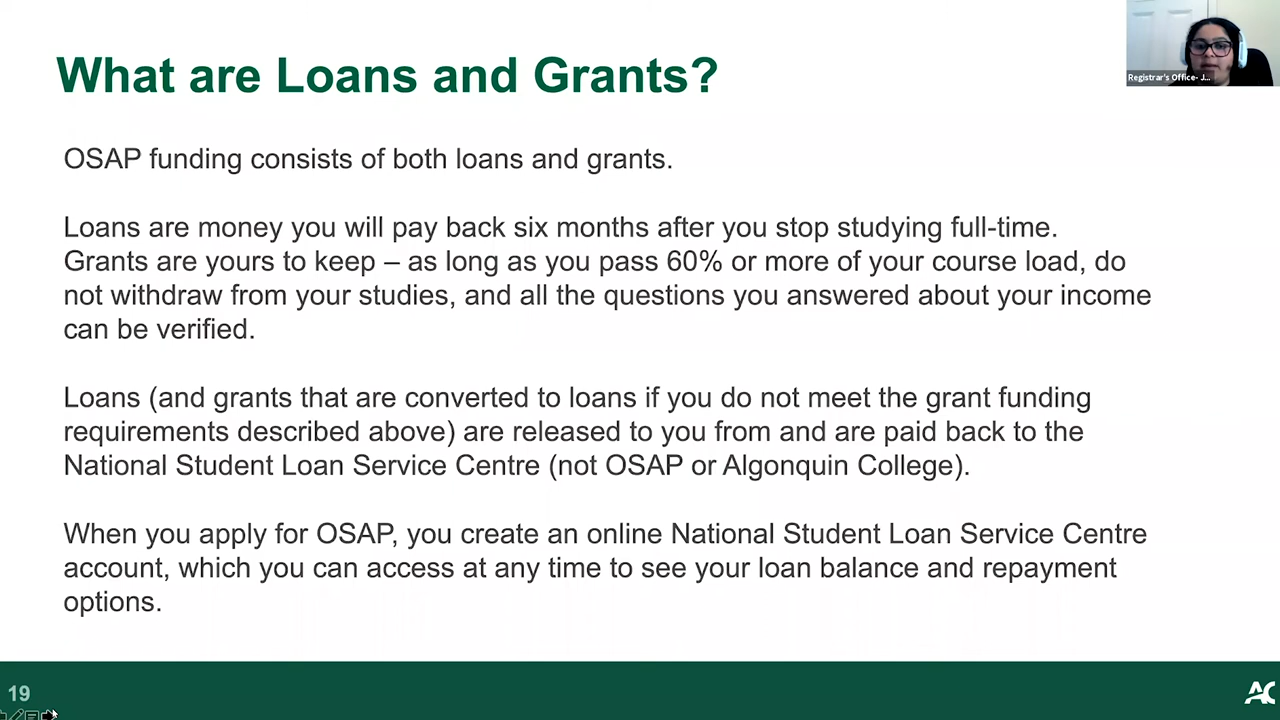 What are Loans and Grants?
Registrar's Office- J...
OSAP funding consists of both loans and grants.
Loans are money you will pay back six months after you stop studying full-time.
Grants are yours to keep – as long as you pass 60% or more of your course load, do
not withdraw from your studies, and all the questions you answered about your income
can be verified.
Loans (and grants that are converted to loans if you do not meet the grant funding
requirements described above) are released to you from and are paid back to the
National Student Loan Service Centre (not OSAP or Algonquin College).
When you apply for OSAP, you create an online National Student Loan Service Centre
account, which you can access at any time to see your loan balance and repayment
options.
19
AC